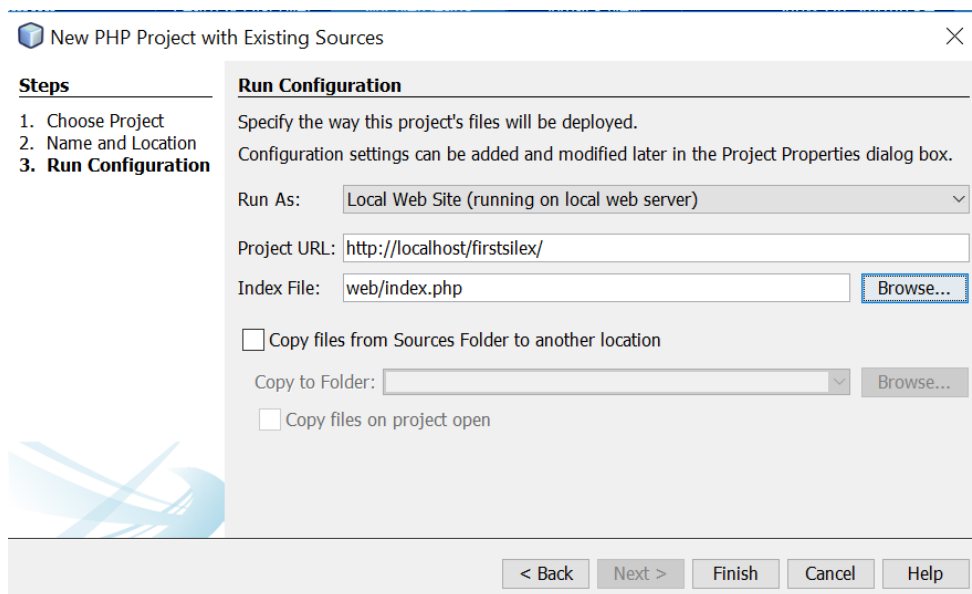 New PHP Project with Existing Sources
Steps
1. Choose Project
2. Name and Location
3. Run Configuration
Run Configuration
Specify the way this project's files will be deployed.
Configuration settings can be added and modified later in the Project Properties dialog box.
Run As: Local Web Site (running on local web server)
Project URL: http://localhost/firstsilex/
Index File: web/index.php Browse...
Copy files from Sources Folder to another location
Copy to Folder: Browse...
Copy files on project open
< Back Next > Finish Cancel Help